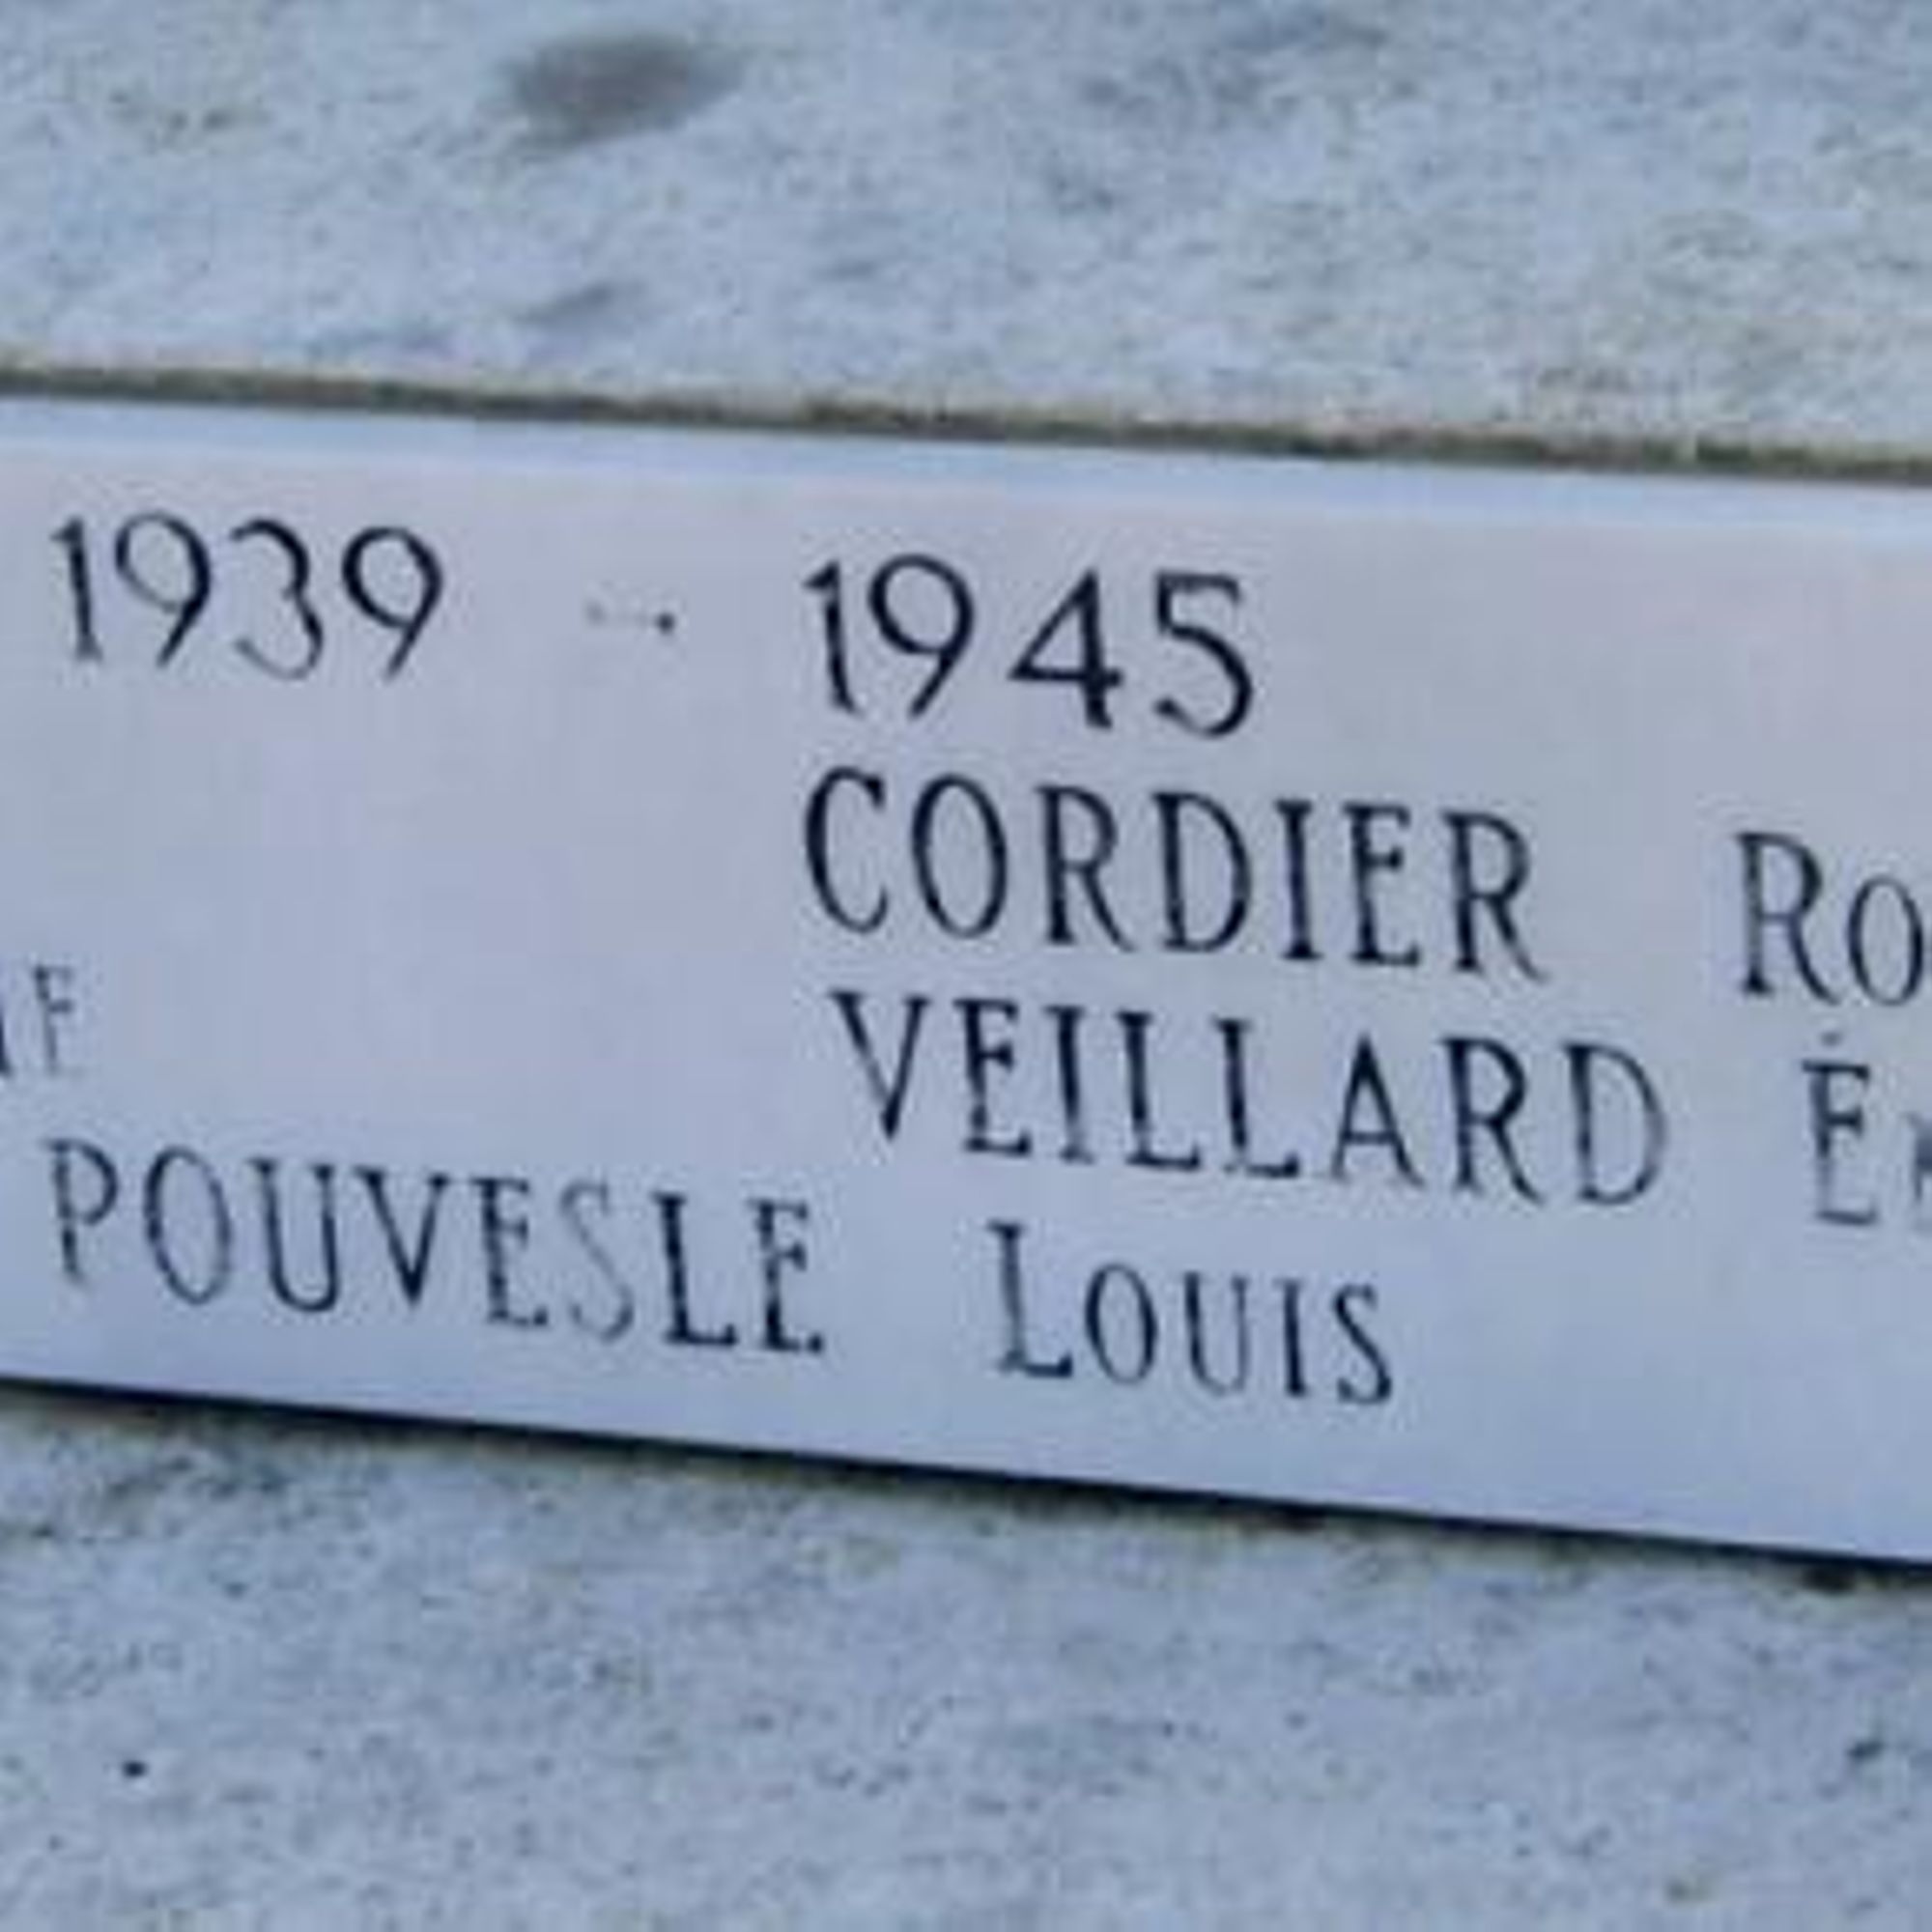 1939 - 1945
CORDIER
VEILLARD
POUVESLE LOUIS